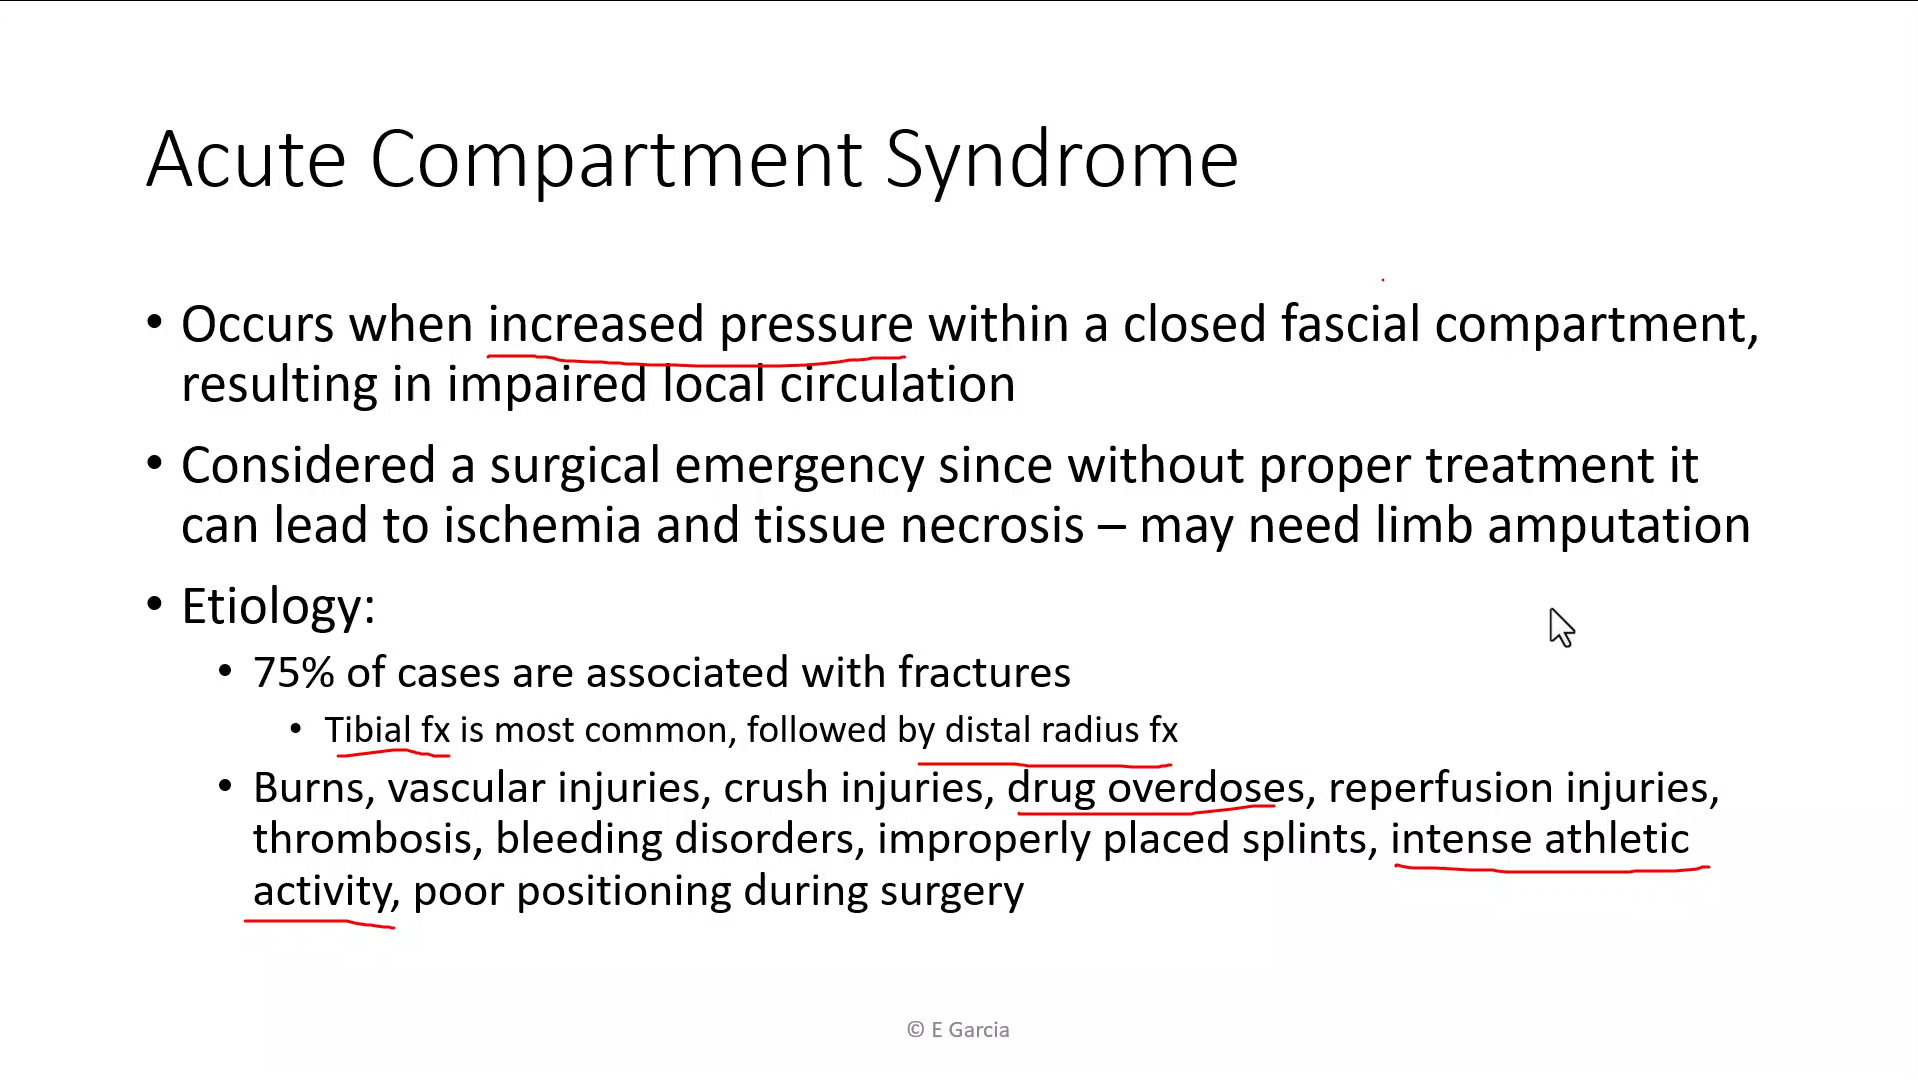 Acute Compartment Syndrome
• Occurs when increased pressure within a closed fascial compartment,
resulting in impaired local circulation
• Considered a surgical emergency since without proper treatment it
can lead to ischemia and tissue necrosis – may need limb amputation
• Etiology:
• 75% of cases are associated with fractures
• Tibial fx is most common, followed by distal radius fx
• Burns, vascular injuries, crush injuries, drug overdoses, reperfusion injuries,
thrombosis, bleeding disorders, improperly placed splints, intense athletic
activity, poor positioning during surgery
© E Garcia